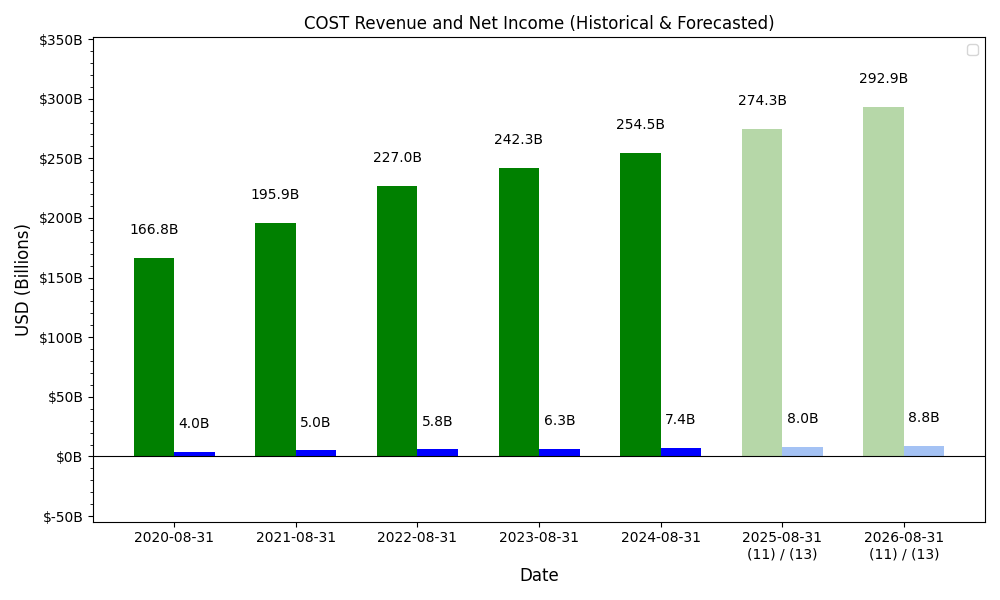 COST Revenue and Net Income (Historical & Forecasted)
$350B
$300B
$250B
$200B
$150B
$100B
$50B
$0B
$-50B
USD (Billions)
166.8B
4.0B
195.9B
5.0B
227.0B
5.8B
242.3B
6.3B
254.5B
7.4B
274.3B
8.0B
292.9B
8.8B
2020-08-31
2021-08-31
2022-08-31
2023-08-31
2024-08-31
2025-08-31
(11) / (13)
2026-08-31
(11) / (13)
Date